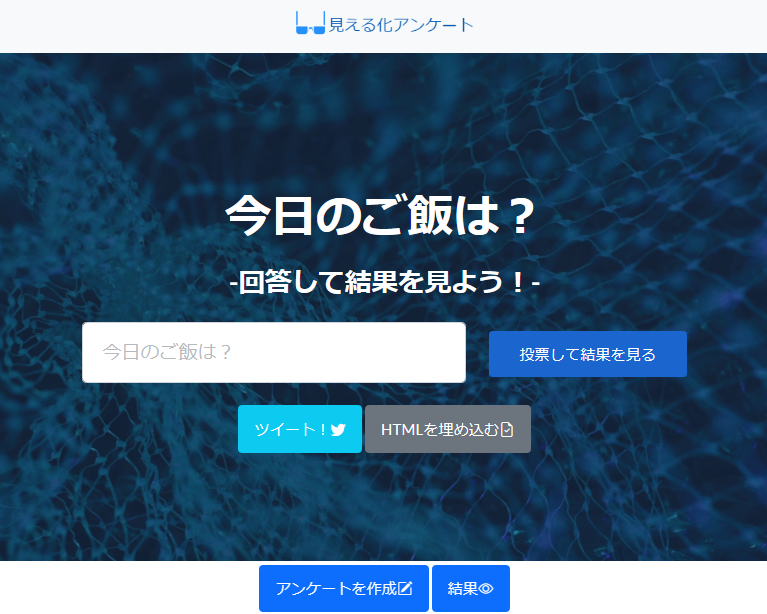 見える化アンケート
今日のご飯は？
-回答して結果を見よう！-
今日のご飯は？
投票して結果を見る
ツイート！
HTMLを埋め込む
アンケートを作成
結果